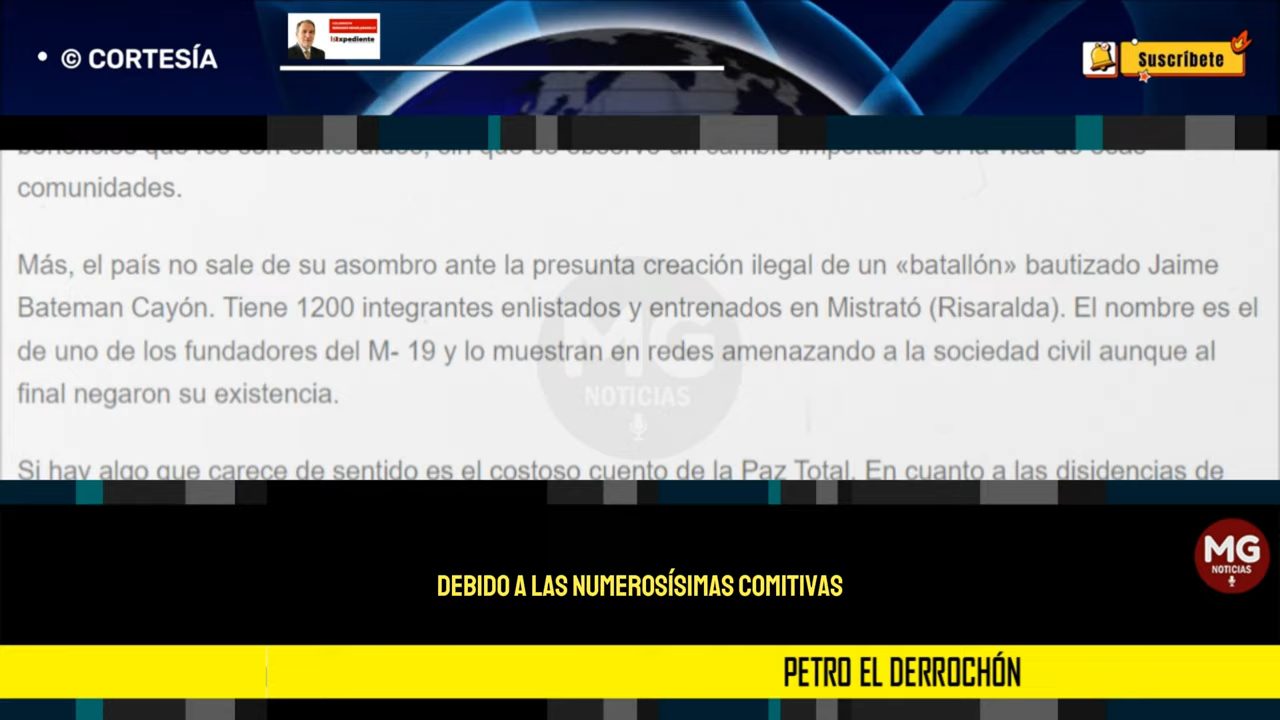 © CORTESÍA
Expediente
Suscríbete
comunidades.
Más, el país no sale de su asombro ante la presunta creación ilegal de un «batallón» bautizado Jaime
Bateman Cayón. Tiene 1200 integrantes enlistados y entrenados en Mistrató (Risaralda). El nombre es el
de uno de los fundadores del M- 19 y lo muestran en redes amenazando a la sociedad civil aunque al
final negaron su existencia.
MG
NOTICIAS
Si hay algo que carece de sentido es el costoso cuento de la Paz Total. En cuanto a las disidencias de
MG
NOTICIAS
DEBIDO A LAS NUMEROSÍSIMAS COMITIVAS
PETRO EL DERROCHÓN